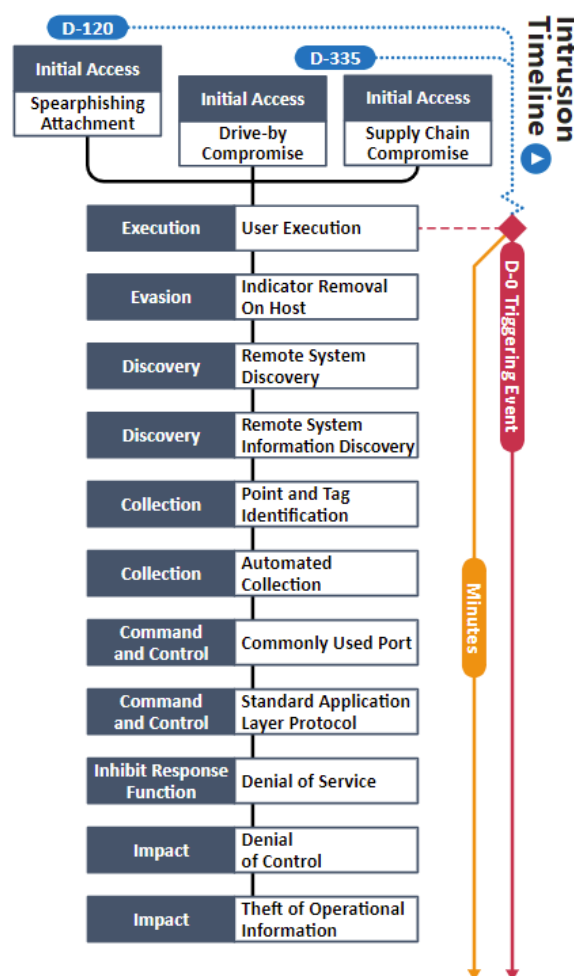 D-120
D-335
Intrusion
Timeline
Initial Access
Spearphishing
Attachment
Initial Access
Drive-by
Compromise
Initial Access
Supply Chain
Compromise
Execution
User Execution
Evasion
Indicator Removal
On Host
Discovery
Remote System
Discovery
Discovery
Remote System
Information Discovery
Collection
Point and Tag
Identification
Collection
Automated
Collection
Command
and Control
Commonly Used Port
Command
and Control
Standard Application
Layer Protocol
Inhibit Response
Function
Denial of Service
Impact
Denial
of Control
Impact
Theft of Operational
Information
D-0 Triggering Event
Minutes